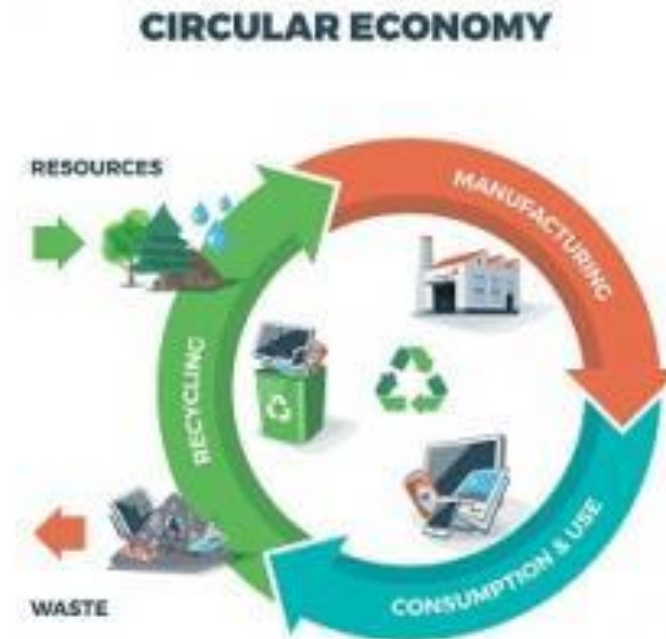 CIRCULAR ECONOMY
RESOURCES
MANUFACTURING
RECYCLING
CONSUMPTION & USE
WASTE